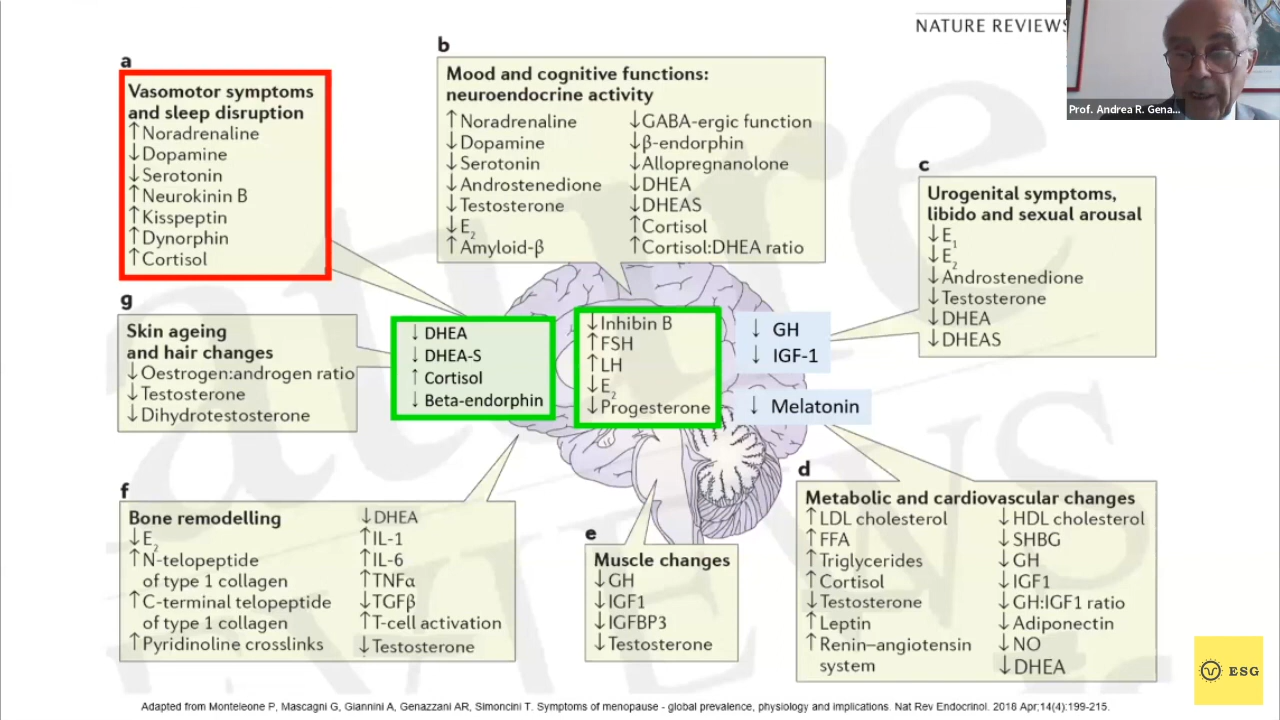 NATURE REVIEWS
Prof. Andrea R. Gena...
a
Vasomotor symptoms
and sleep disruption
↑Noradrenaline
↓Dopamine
↓Serotonin
↑Neurokinin B
↑Kisspeptin
↑Dynorphin
↑Cortisol
b
Mood and cognitive functions:
neuroendocrine activity
↑Noradrenaline
↓Dopamine
↓Serotonin
↓Androstenedione
↓Testosterone
↓E2
↑Amyloid-β
↓GABA-ergic function
↓β-endorphin
↓Allopregnanolone
↓DHEA
↓DHEAS
↑Cortisol
↑Cortisol:DHEA ratio
c
Urogenital symptoms,
libido and sexual arousal
↓E1
↓E2
↓Androstenedione
↓Testosterone
↓DHEA
↓DHEAS
g
Skin ageing
and hair changes
↓Oestrogen:androgen ratio
↓Testosterone
↓Dihydrotestosterone
↓ DHEA
↓ DHEA-S
↑ Cortisol
↓ Beta-endorphin
↓Inhibin B
↑FSH
↑LH
↓E2
↓Progesterone
↓ GH
↓ IGF-1
↓ Melatonin
f
Bone remodelling
↓E2
↑N-telopeptide
of type 1 collagen
↑C-terminal telopeptide
of type 1 collagen
↑Pyridinoline crosslinks
↓DHEA
↑IL-1
↑IL-6
↑TNFα
↓TGFβ
↑T-cell activation
↓Testosterone
e
Muscle changes
↓GH
↓IGF1
↓IGFBP3
↓Testosterone
d
Metabolic and cardiovascular changes
↑LDL cholesterol
↑FFA
↑Triglycerides
↑Cortisol
↓Testosterone
↑Leptin
↑Renin–angiotensin
system
↓HDL cholesterol
↓SHBG
↓GH
↓IGF1
↓GH:IGF1 ratio
↓Adiponectin
↓NO
↓DHEA
ESG
Adapted from Monteleone P, Mascagni G, Giannini A, Genazzani AR, Simoncini T. Symptoms of menopause - global prevalence, physiology and implications. Nat Rev Endocrinol. 2018 Apr;14(4):199-215.